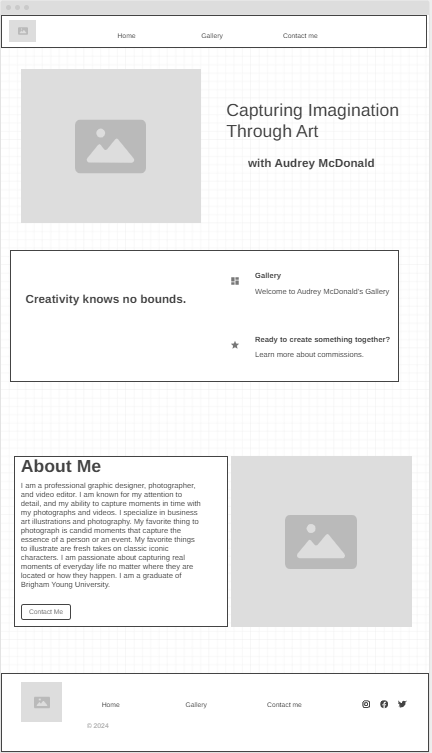 Home Gallery Contact me
Capturing Imagination
Through Art
with Audrey McDonald
Creativity knows no bounds.
Gallery
Welcome to Audrey McDonald's Gallery
Ready to create something together?
Learn more about commissions.
About Me
I am a professional graphic designer, photographer,
and video editor. I am known for my attention to
detail, and my ability to capture moments in time with
my photographs and videos. I specialize in business
art illustrations and photography. My favorite thing to
photograph is candid moments that capture the
essence of a person or an event. My favorite things
to illustrate are fresh takes on classic iconic
characters. I am passionate about capturing real
moments of everyday life no matter where they are
located or how they happen. I am a graduate of
Brigham Young University.
Contact Me
Home Gallery Contact me
© 2024